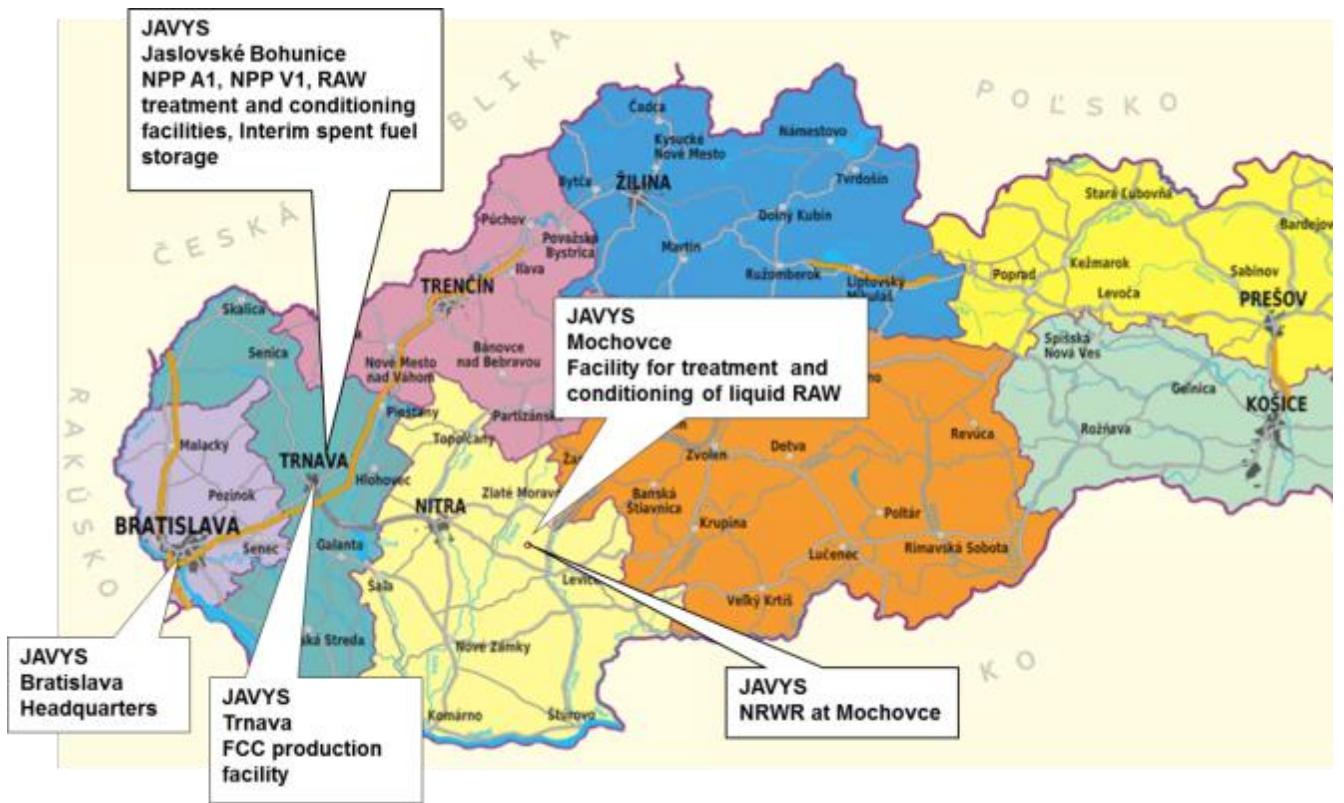 JAVYS
Jaslovské Bohunice
NPP A1, NPP V1, RAW
treatment and conditioning
facilities, Interim spent fuel
storage
BLIKA
POĽSKO
ČESKÁ
RAKÚSKO
KO
Čadca
Kysucké
Nové Mesto
Námestovo
Bytča
ŽILINA
Tvrdošín
Stará Ľubovňa
Dolný Kubín
Bardejov
Púchov
Považská
Bystrica
Martin
Ilava
Ružomberok
Liptovský
Mikuláš
Poprad
Kežmarok
Sabinov
Levoča
PREŠOV
TRENČÍN
Skalica
Senica
Nové Mesto
nad Váhom
Bánovce
nad Bebravou
Spišská
Nová Ves
Gelnica
KOŠICE
Rožňava
Revúca
Piešťany
Partizánske
Topoľčany
Malacky
TRNAVA
Hlohovec
Zvolen
Detva
Pezinok
NITRA
Zlaté Moravce
Banská
Štiavnica
Krupina
Poltár
BRATISLAVA
Senec
Galanta
Lučenec
Rimavská Sobota
Šaľa
Levice
Veľký Krtíš
ská Streda
Nové Zámky
Komárno
Štúrovo
JAVYS
Mochovce
Facility for treatment and
conditioning of liquid RAW
JAVYS
Bratislava
Headquarters
JAVYS
Trnava
FCC production
facility
JAVYS
NRWR at Mochovce